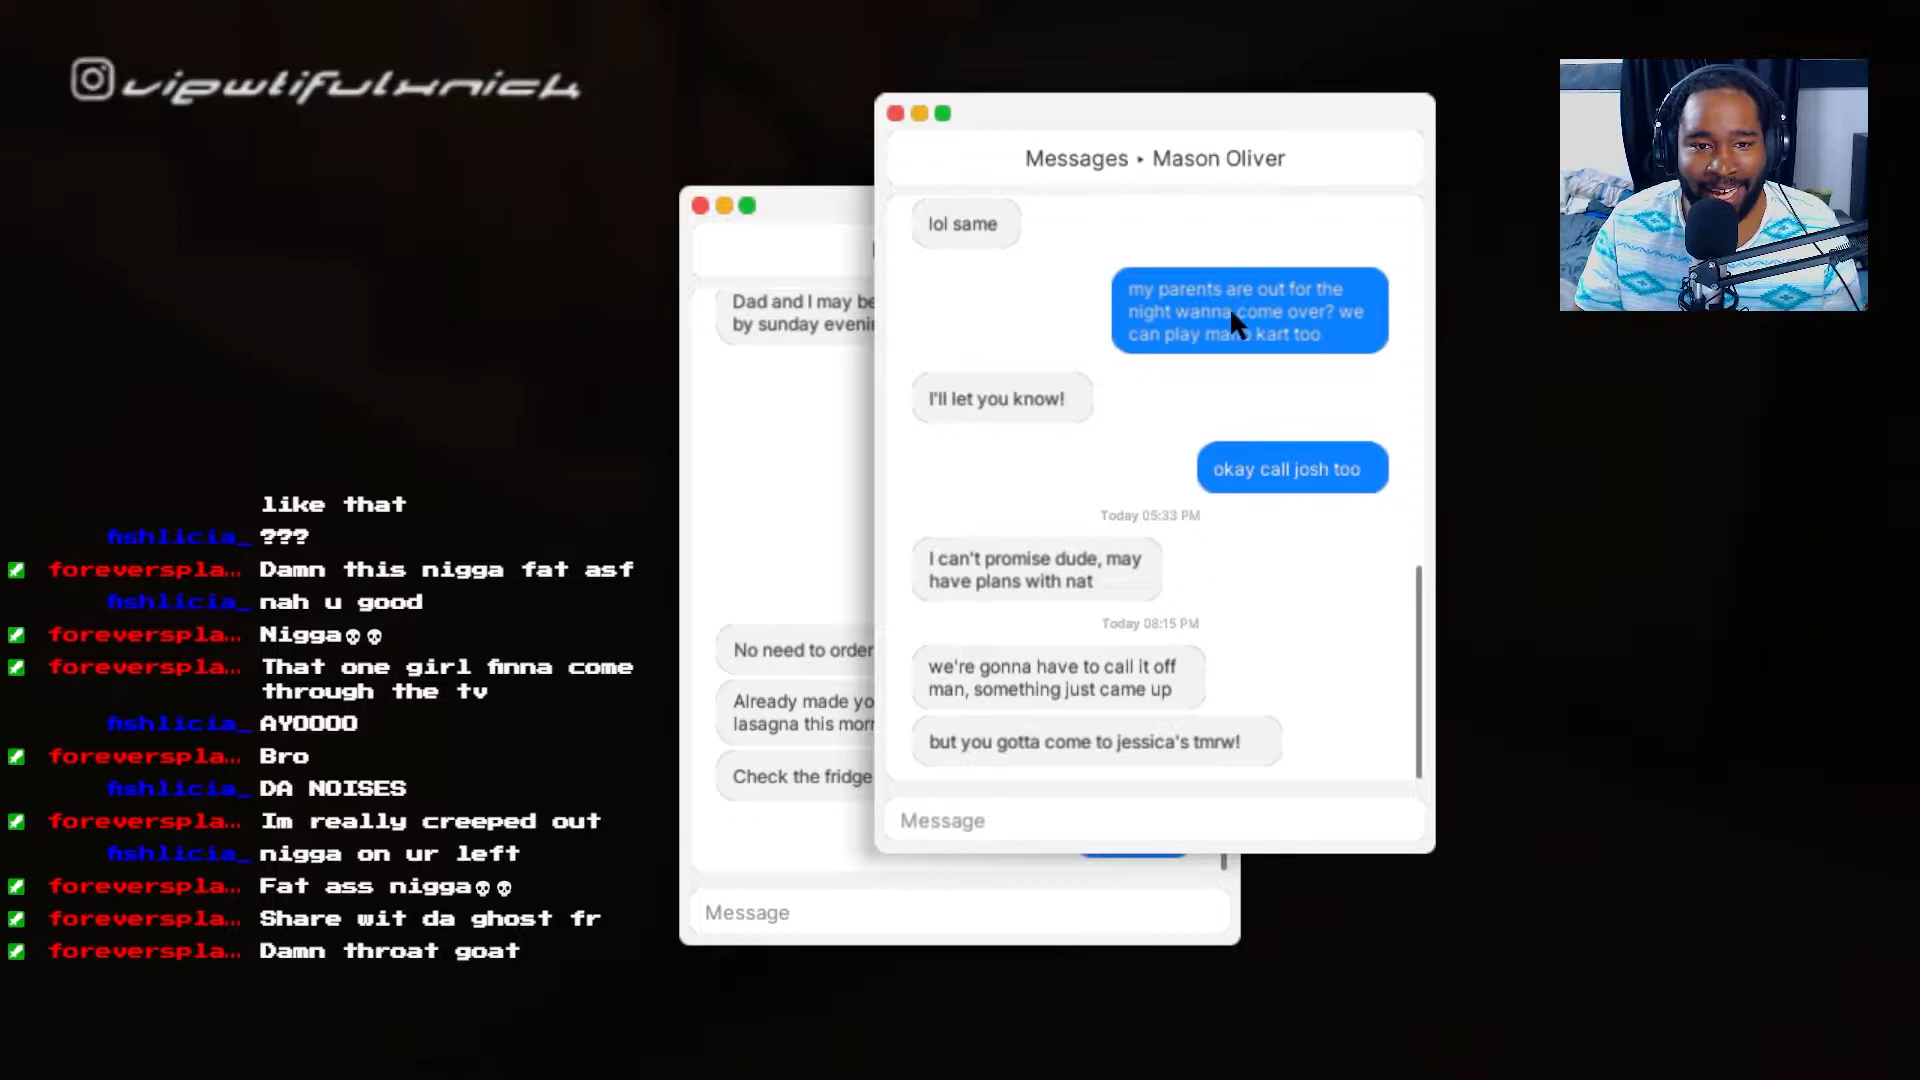 viewtifulxnick
Messages ▸ Mason Oliver
lol same
my parents are out for the
night wanna come over? we
can play mario kart too
I'll let you know!
okay call josh too
Today 05:33 PM
I can't promise dude, may
have plans with nat
Today 08:15 PM
we're gonna have to call it off
man, something just came up
but you gotta come to jessica's tmrw!
Message
Dad and I may be
by sunday eveni
No need to order
Already made yo
lasagna this morn
Check the fridge
Message
like that
fishlicia_ ???
foreverspla... Damn this nigga fat asf
fishlicia_ nah u good
foreverspla... Nigga💀💀
foreverspla... That one girl finna come
through the tv
fishlicia_ AYOOOO
foreverspla... Bro
fishlicia_ DA NOISES
foreverspla... Im really creeped out
fishlicia_ nigga on ur left
foreverspla... Fat ass nigga💀💀
foreverspla... Share wit da ghost fr
foreverspla... Damn throat goat